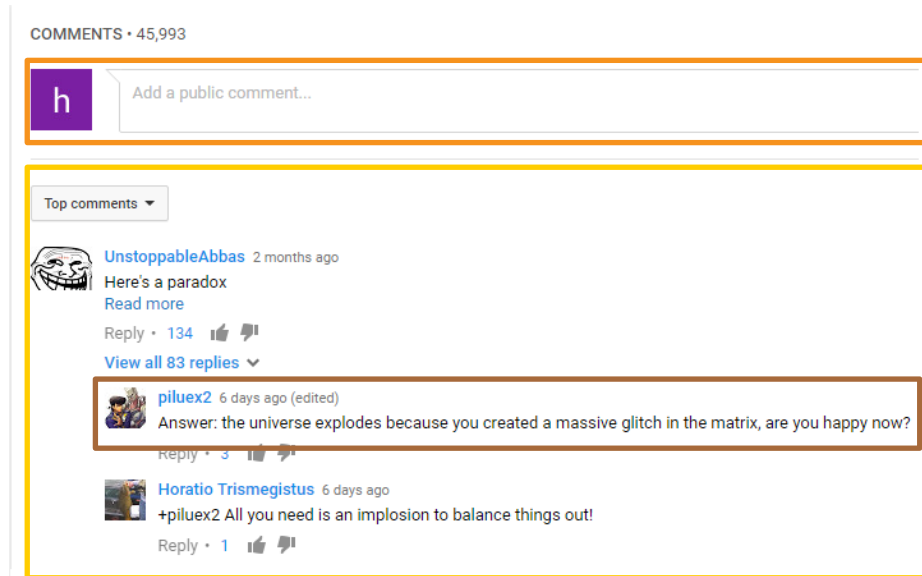 COMMENTS • 45,993
h
Add a public comment...
Top comments
UnstoppableAbbas 2 months ago
Here's a paradox
Read more
Reply • 134
View all 83 replies
piluex2 6 days ago (edited)
Answer: the universe explodes because you created a massive glitch in the matrix, are you happy now?
Reply • 3
Horatio Trismegistus 6 days ago
+piluex2 All you need is an implosion to balance things out!
Reply • 1